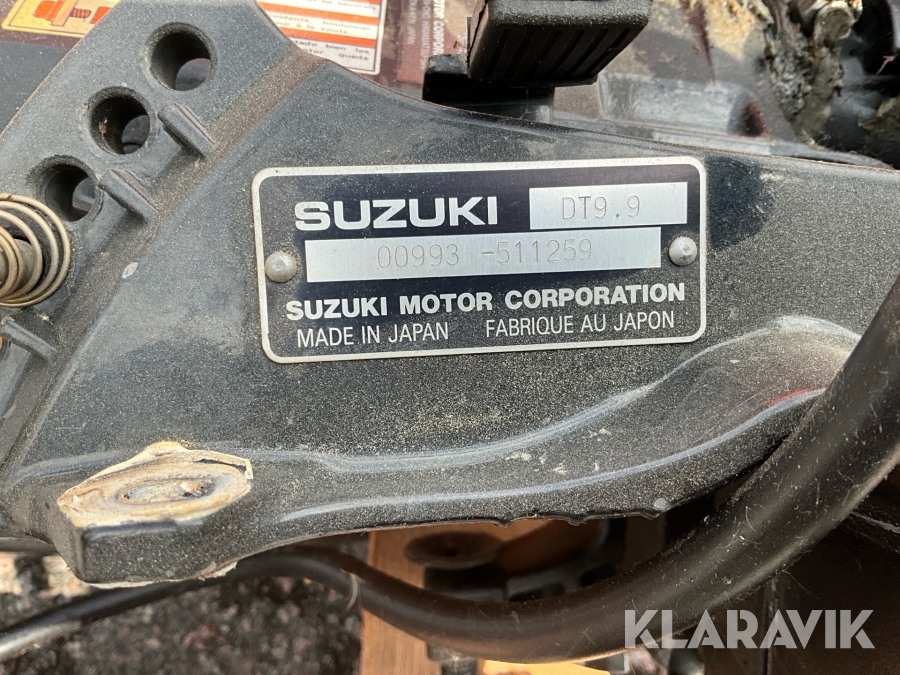 SUZUKI DT9.9
00993 -511259
SUZUKI MOTOR CORPORATION
MADE IN JAPAN FABRIQUE AU JAPON
KLARAVIK